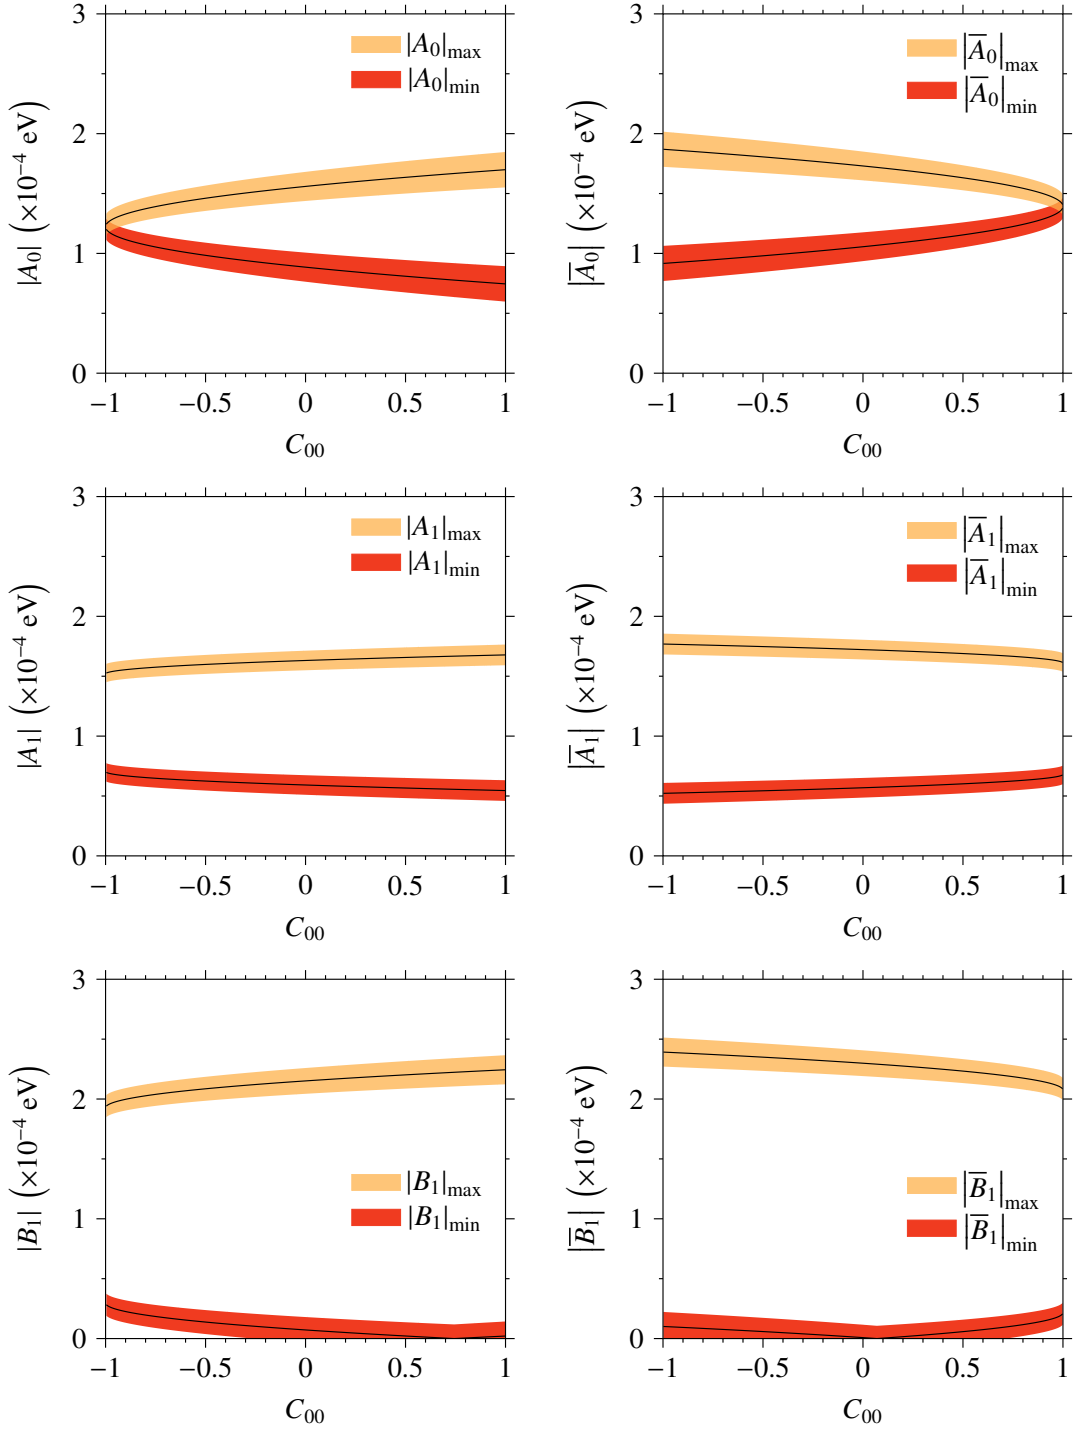 3
2
1
0
|A₀| (×10⁻⁴ eV)
|A₀|max
|A₀|min
−1 −0.5 0 0.5 1
C₀₀
3
2
1
0
|A̅₀| (×10⁻⁴ eV)
|A̅₀|max
|A̅₀|min
−1 −0.5 0 0.5 1
C₀₀
3
2
1
0
|A₁| (×10⁻⁴ eV)
|A₁|max
|A₁|min
−1 −0.5 0 0.5 1
C₀₀
3
2
1
0
|A̅₁| (×10⁻⁴ eV)
|A̅₁|max
|A̅₁|min
−1 −0.5 0 0.5 1
C₀₀
3
2
1
0
|B₁| (×10⁻⁴ eV)
|B₁|max
|B₁|min
−1 −0.5 0 0.5 1
C₀₀
3
2
1
0
|B̅₁| (×10⁻⁴ eV)
|B̅₁|max
|B̅₁|min
−1 −0.5 0 0.5 1
C₀₀